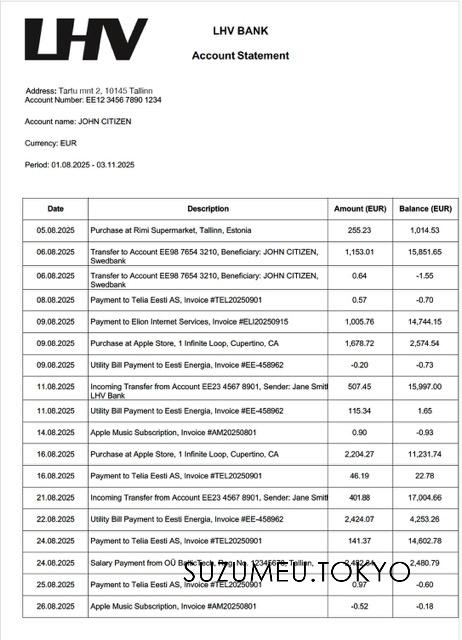 LHV
LHV BANK
Account Statement
Address: Tartu mnt 2, 10145 Tallinn
Account Number: EE12 3456 7890 1234
Account name: JOHN CITIZEN
Currency: EUR
Period: 01.08.2025 - 03.11.2025
Date Description Amount (EUR) Balance (EUR)
05.08.2025 Purchase at Rimi Supermarket, Tallinn, Estonia 255.23 1,014.53
06.08.2025 Transfer to Account EE98 7654 3210, Beneficiary: JOHN CITIZEN, 1,153.01 15,851.65
Swedbank
06.08.2025 Transfer to Account EE98 7654 3210, Beneficiary: JOHN CITIZEN, 0.64 -1.55
Swedbank
08.08.2025 Payment to Telia Eesti AS, Invoice #TEL20250901 0.57 -0.70
09.08.2025 Payment to Elion Internet Services, Invoice #ELI20250915 1,005.76 14,744.15
09.08.2025 Purchase at Apple Store, 1 Infinite Loop, Cupertino, CA 1,678.72 2,574.54
09.08.2025 Utility Bill Payment to Eesti Energia, Invoice #EE-458962 -0.20 -0.73
11.08.2025 Incoming Transfer from Account EE23 4567 8901, Sender: Jane Smit 507.45 15,997.00
LHV Bank
11.08.2025 Utility Bill Payment to Eesti Energia, Invoice #EE-458962 115.34 1.65
14.08.2025 Apple Music Subscription, Invoice #AM20250801 0.90 -0.93
16.08.2025 Purchase at Apple Store, 1 Infinite Loop, Cupertino, CA 2,204.27 11,231.74
16.08.2025 Payment to Telia Eesti AS, Invoice #TEL20250901 46.19 22.78
21.08.2025 Incoming Transfer from Account EE23 4567 8901, Sender: Jane Smit 401.88 17,004.66
22.08.2025 Utility Bill Payment to Eesti Energia, Invoice #EE-458962 2,424.07 4,253.26
24.08.2025 Payment to Telia Eesti AS, Invoice #TEL20250901 141.37 14,602.78
24.08.2025 Salary Payment from OÜ BalticTech, Reg. No. Tallinn, 2,480.79
SUZUMEU.TOKYO
25.08.2025 Payment to Telia Eesti AS, Invoice #TEL20250901 0.97 -0.60
26.08.2025 Apple Music Subscription, Invoice #AM20250801 -0.52 -0.18